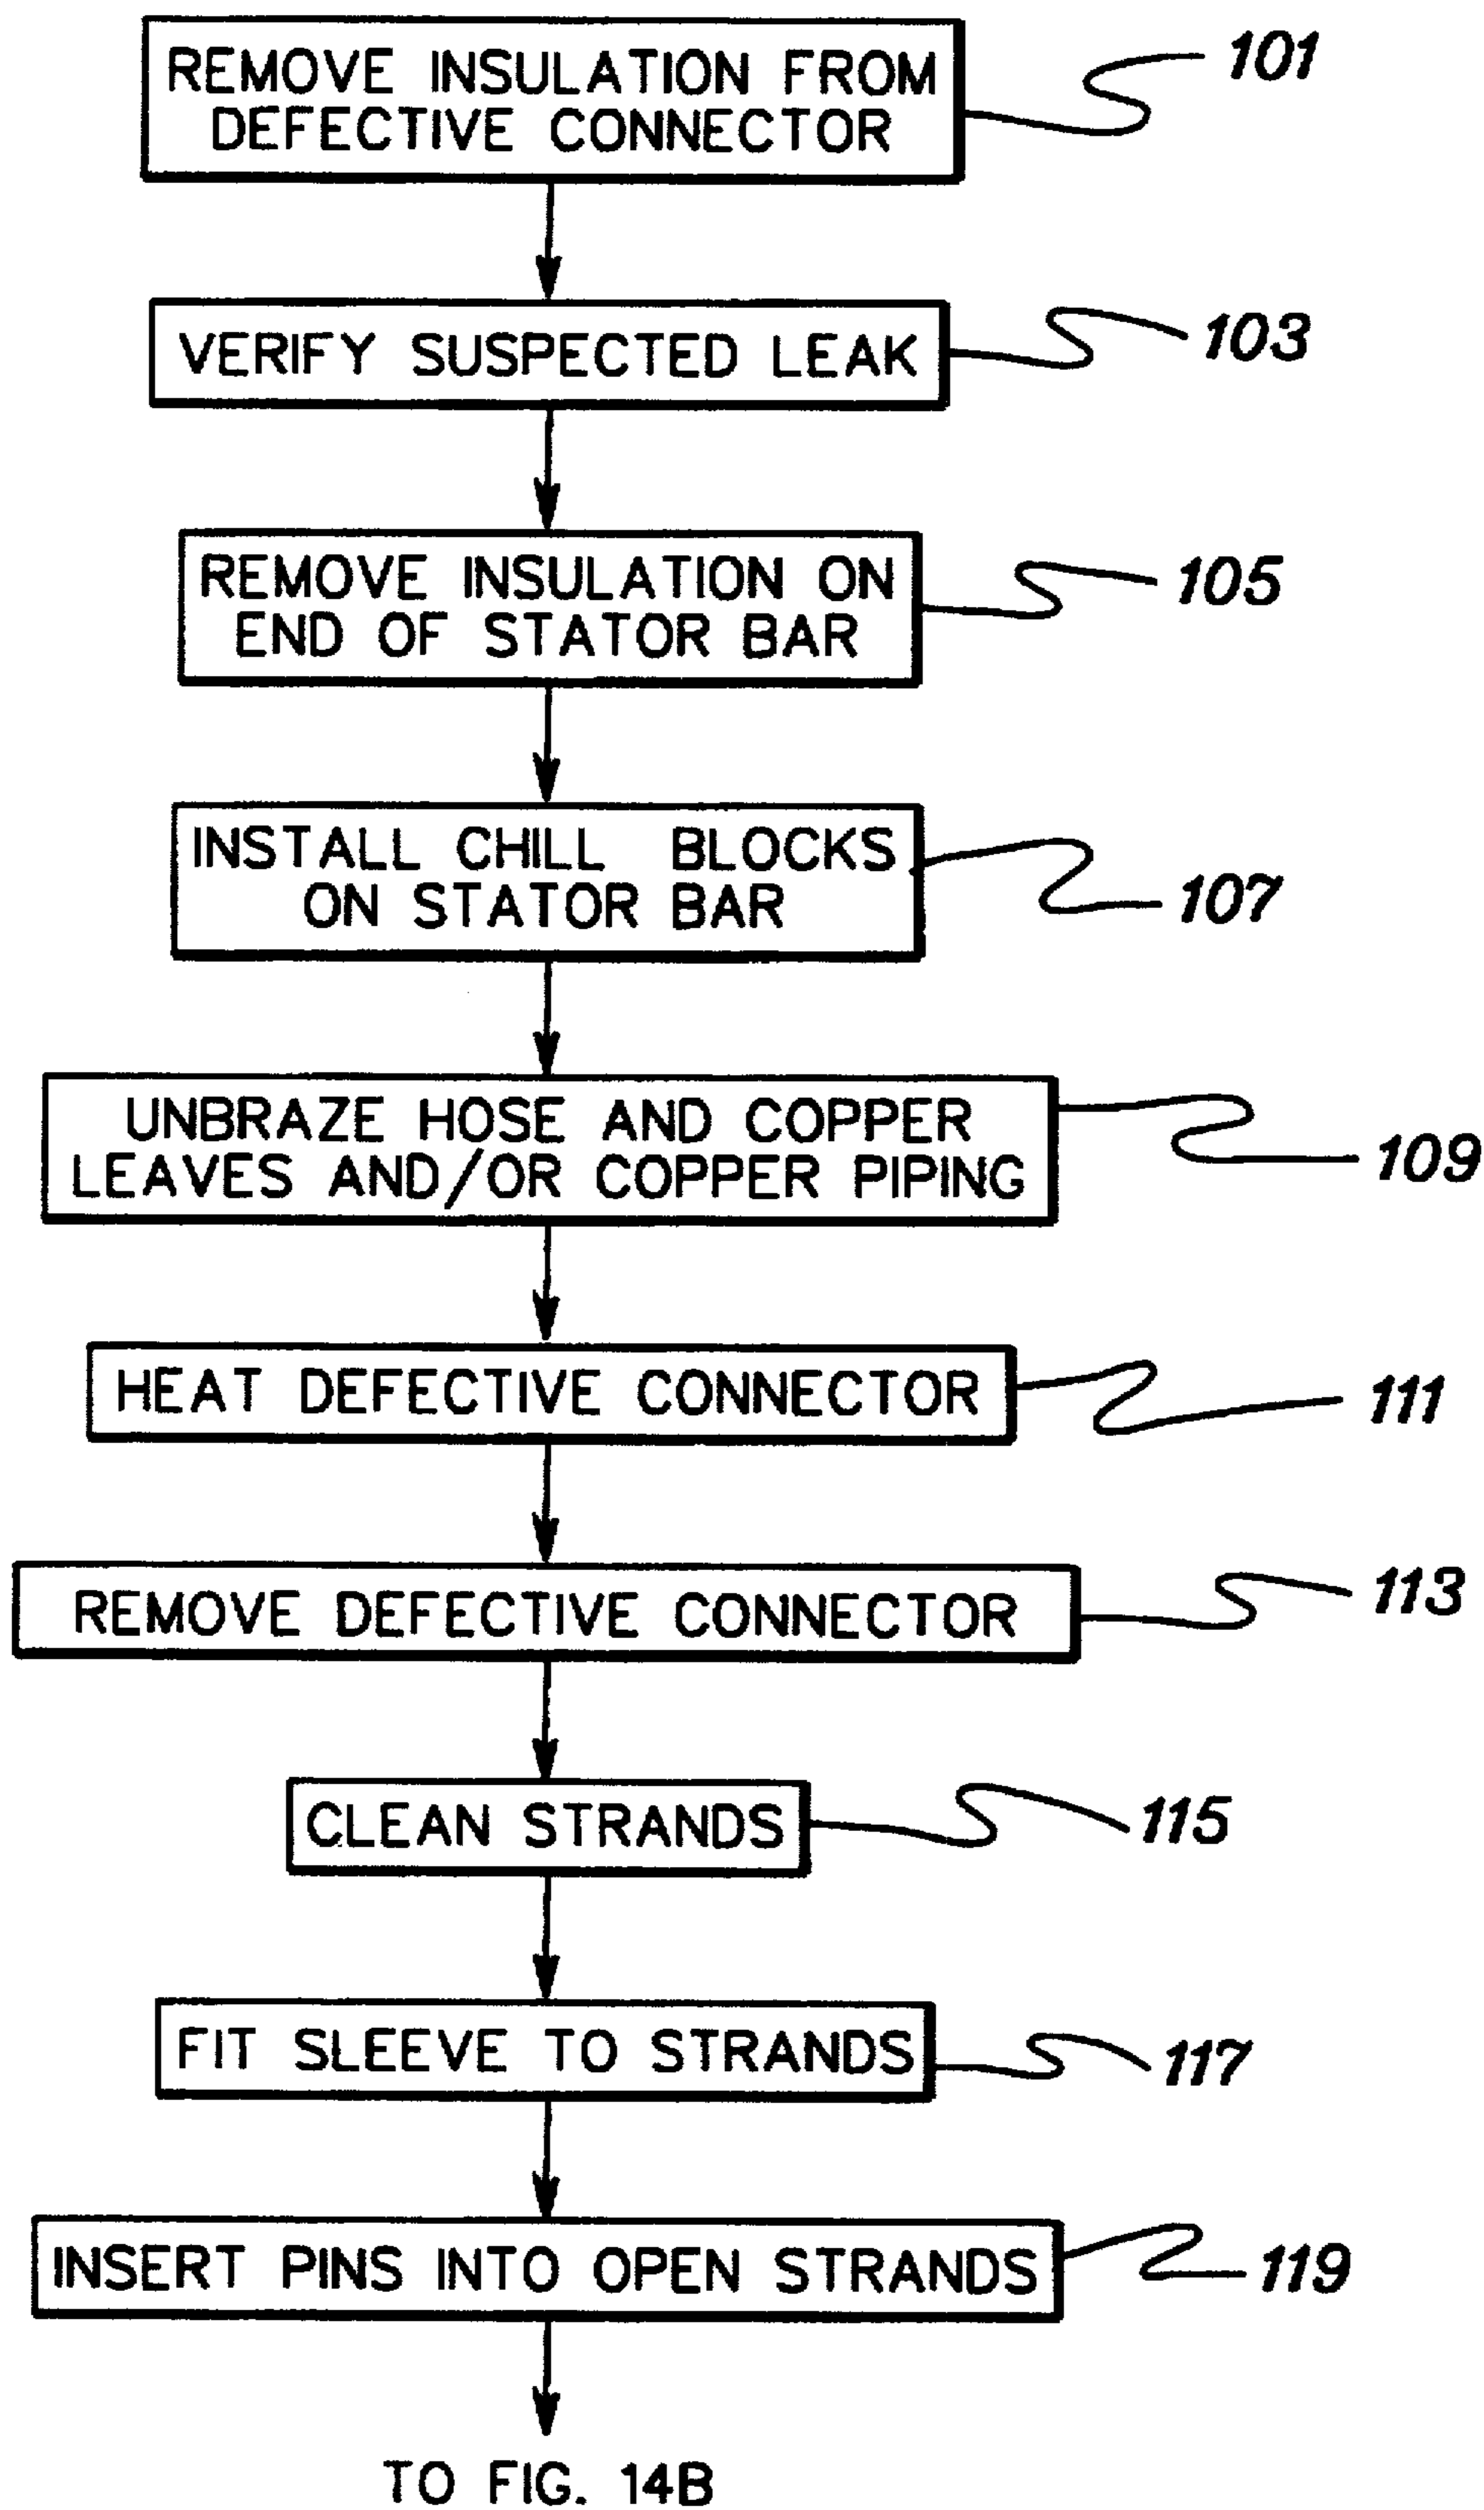 REMOVE INSULATION FROM
DEFECTIVE CONNECTOR
101
VERIFY SUSPECTED LEAK
103
REMOVE INSULATION ON
END OF STATOR BAR
105
INSTALL CHILL BLOCKS
ON STATOR BAR
107
UNBRAZE HOSE AND COPPER
LEAVES AND/OR COPPER PIPING
109
HEAT DEFECTIVE CONNECTOR
111
REMOVE DEFECTIVE CONNECTOR
113
CLEAN STRANDS
115
FIT SLEEVE TO STRANDS
117
INSERT PINS INTO OPEN STRANDS
119
TO FIG. 14B